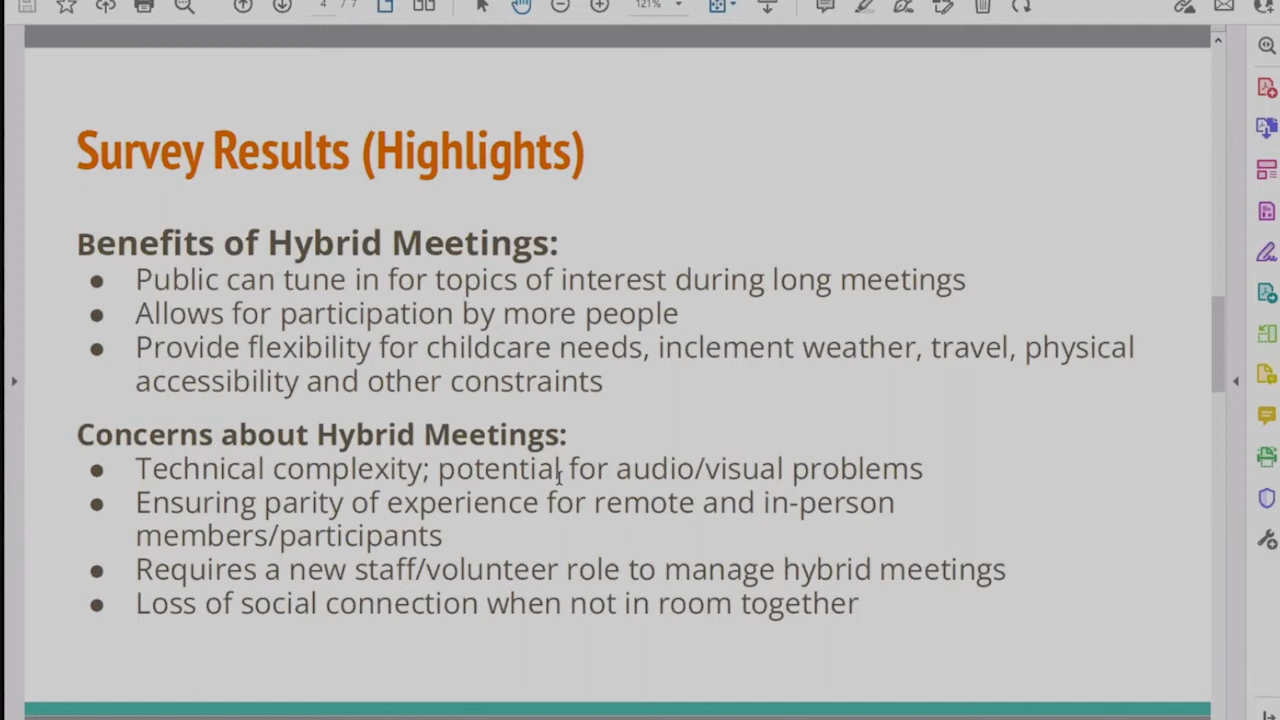 4 / 7
121%
Survey Results (Highlights)
Benefits of Hybrid Meetings:
● Public can tune in for topics of interest during long meetings
● Allows for participation by more people
● Provide flexibility for childcare needs, inclement weather, travel, physical
accessibility and other constraints
Concerns about Hybrid Meetings:
● Technical complexity; potential for audio/visual problems
● Ensuring parity of experience for remote and in-person
members/participants
● Requires a new staff/volunteer role to manage hybrid meetings
● Loss of social connection when not in room together